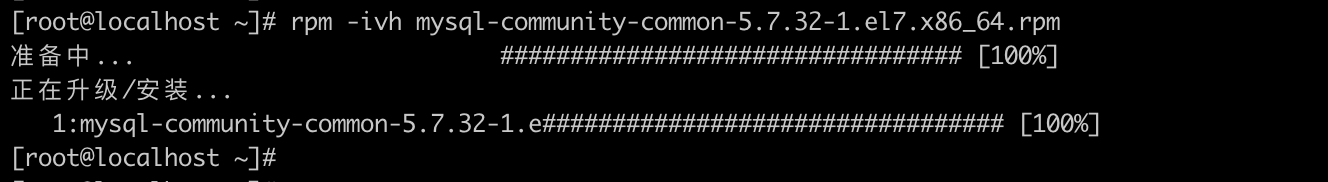 [root@localhost ~]# rpm -ivh mysql-community-common-5.7.32-1.el7.x86_64.rpm
准备中... ################################# [100%]
正在升级/安装...
1:mysql-community-common-5.7.32-1.e################################# [100%]
[root@localhost ~]#